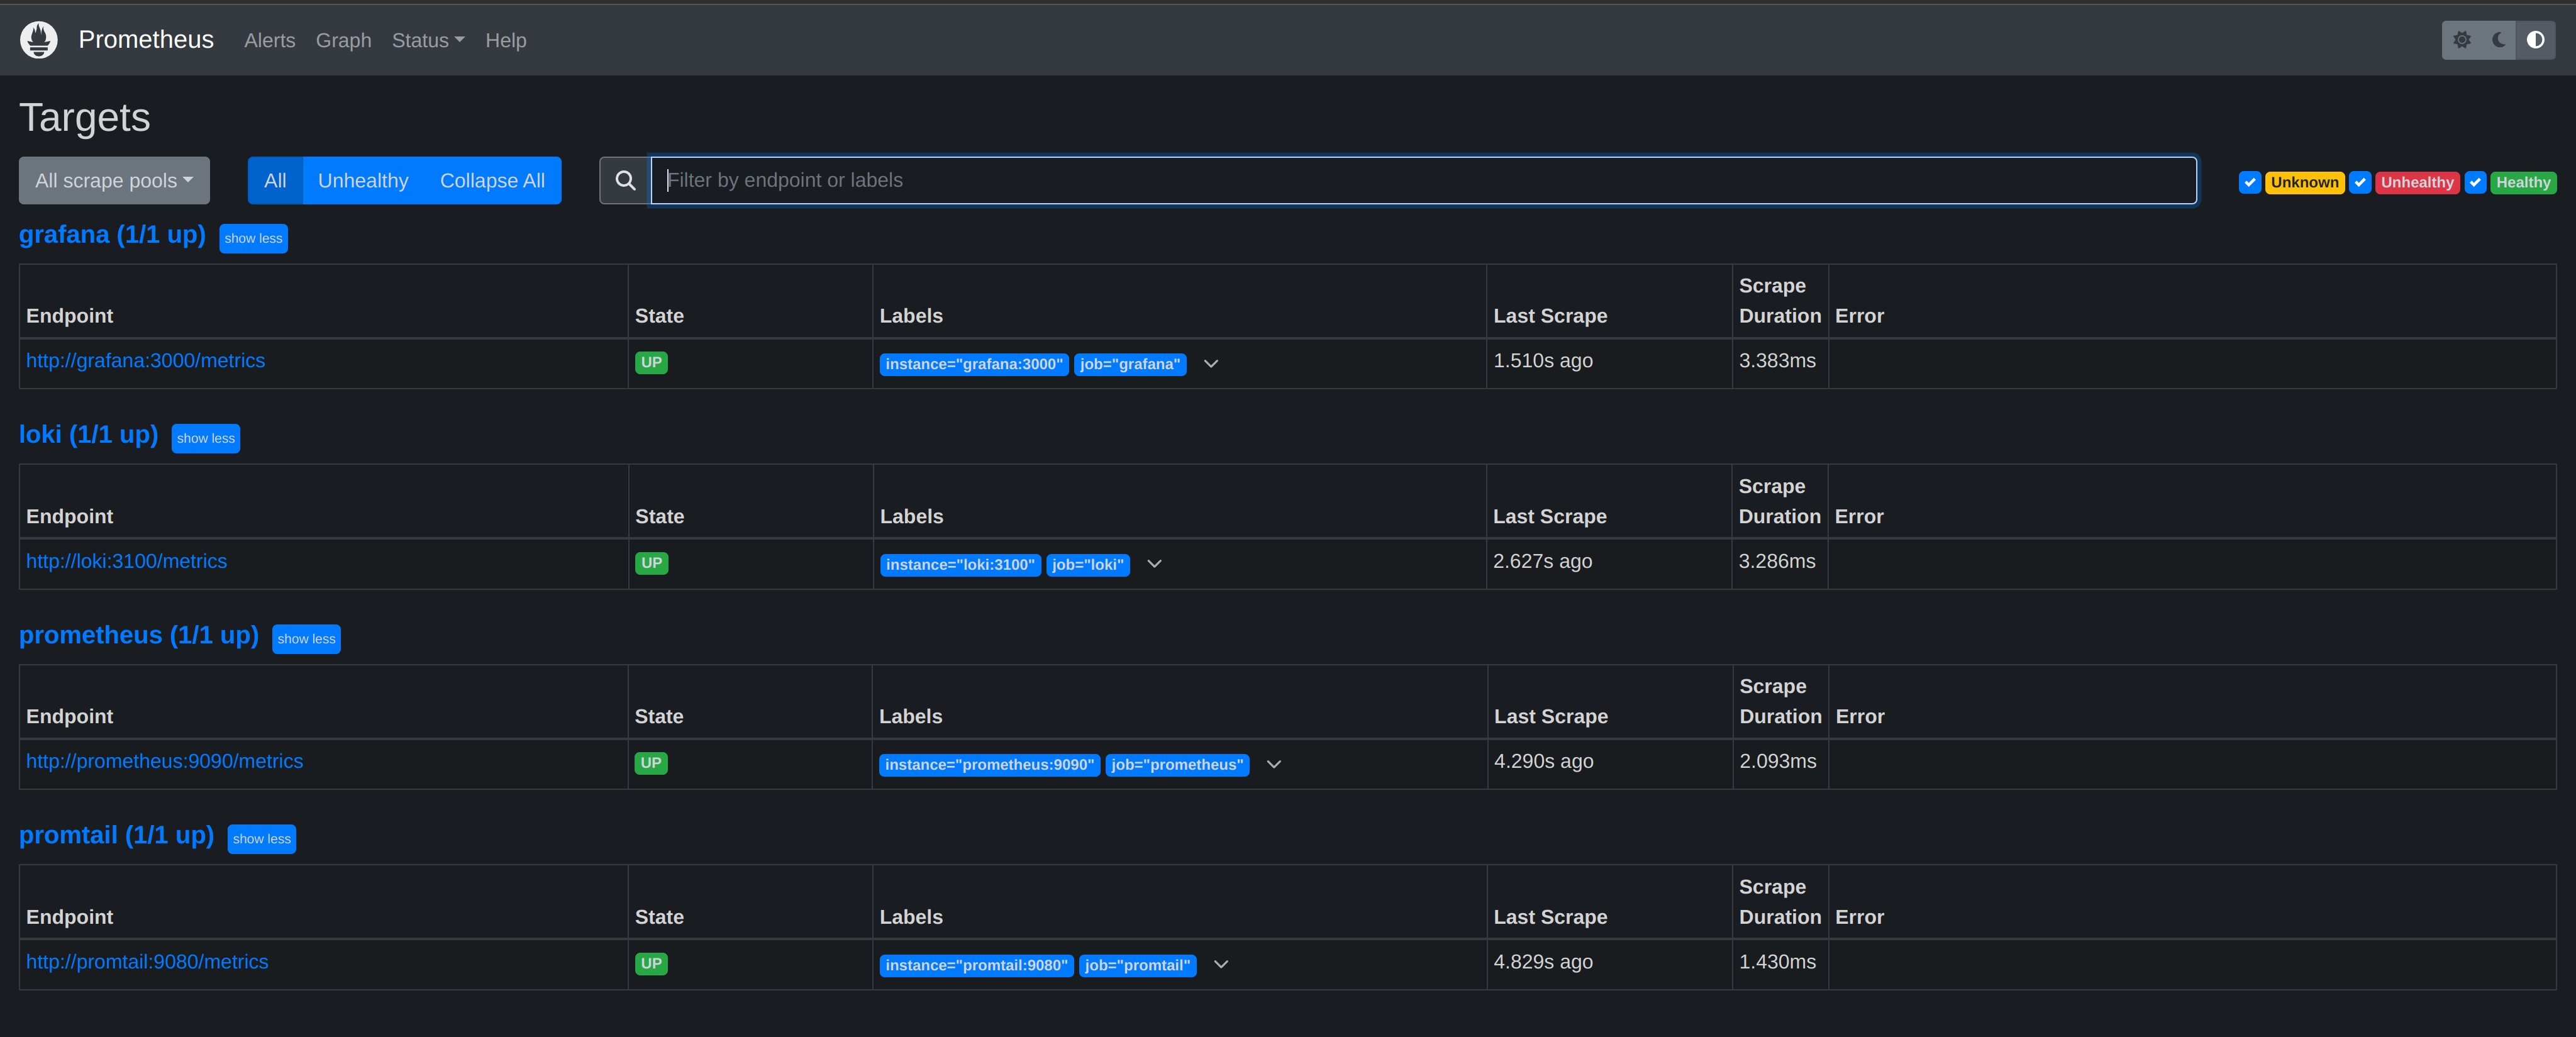 Prometheus Alerts Graph Status Help
Targets
All scrape pools All Unhealthy Collapse All Filter by endpoint or labels Unknown Unhealthy Healthy
grafana (1/1 up) show less
Endpoint State Labels Last Scrape Scrape Duration Error
http://grafana:3000/metrics UP instance="grafana:3000" job="grafana" 1.510s ago 3.383ms
loki (1/1 up) show less
Endpoint State Labels Last Scrape Scrape Duration Error
http://loki:3100/metrics UP instance="loki:3100" job="loki" 2.627s ago 3.286ms
prometheus (1/1 up) show less
Endpoint State Labels Last Scrape Scrape Duration Error
http://prometheus:9090/metrics UP instance="prometheus:9090" job="prometheus" 4.290s ago 2.093ms
promtail (1/1 up) show less
Endpoint State Labels Last Scrape Scrape Duration Error
http://promtail:9080/metrics UP instance="promtail:9080" job="promtail" 4.829s ago 1.430ms